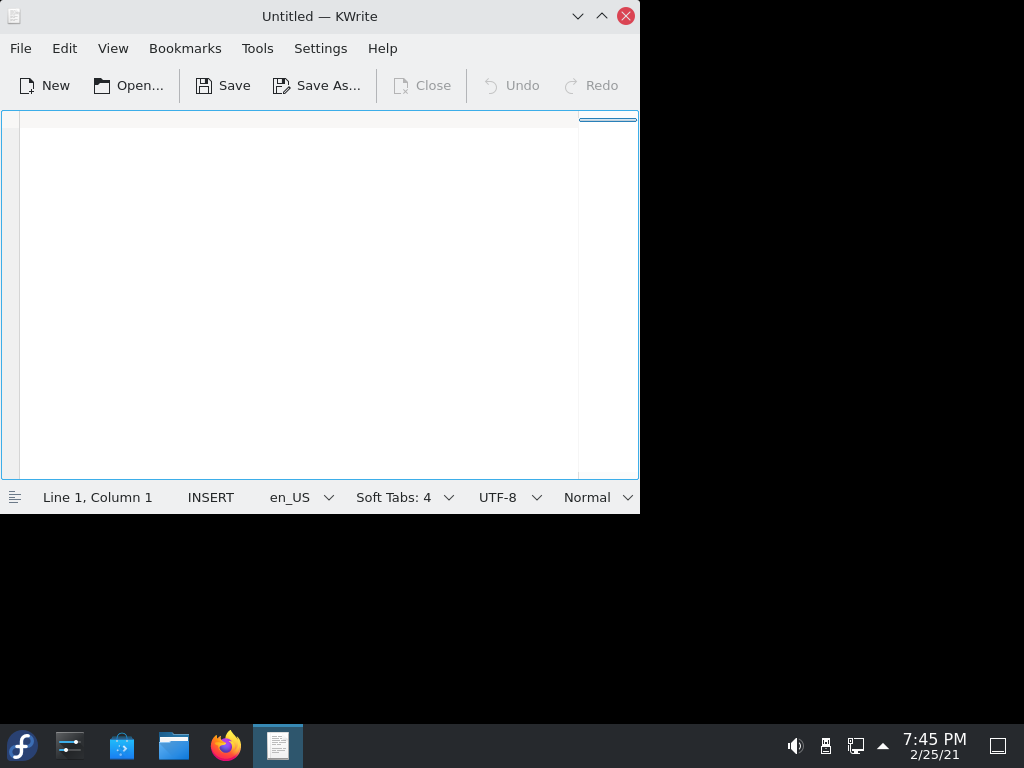 Untitled — KWrite
File Edit View Bookmarks Tools Settings Help
New Open... Save Save As... Close Undo Redo
Line 1, Column 1 INSERT en_US Soft Tabs: 4 UTF-8 Normal
7:45 PM
2/25/21